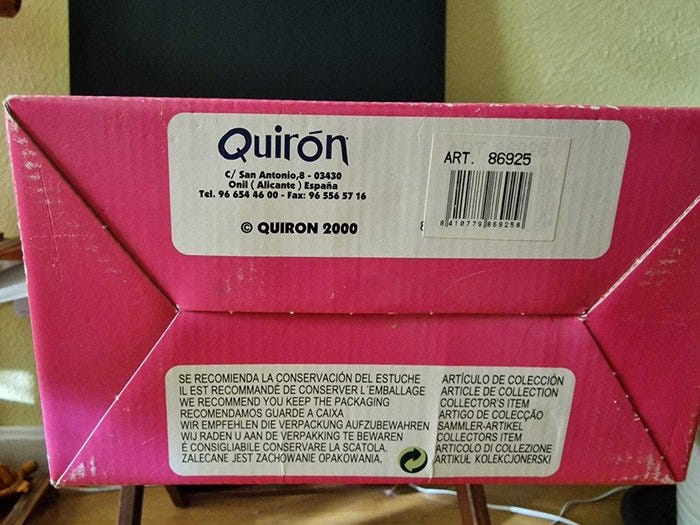 Quirón
C/ San Antonio,8 - 03430
Onil ( Alicante ) España
Tel. 96 654 46 00 - Fax: 96 556 57 16
© QUIRON 2000
ART. 86925
8 410779 869258
SE RECOMIENDA LA CONSERVACIÓN DEL ESTUCHE
IL EST RECOMMANDÉ DE CONSERVER L´EMBALLAGE
WE RECOMMEND YOU KEEP THE PACKAGING
RECOMENDAMOS GUARDE A CAIXA
WIR EMPFEHLEN DIE VERPACKUNG AUFZUBEWAHREN
WIJ RADEN U AAN DE VERPAKKING TE BEWAREN
É CONSIGLIABILE CONSERVARE LA SCATOLA.
ZALECANE JEST ZACHOWANIE OPAKOWANIA.
ARTÍCULO DE COLECCIÓN
ARTICLE DE COLLECTION
COLLECTOR'S ITEM
ARTIGO DE COLECÇÃO
SAMMLER-ARTIKEL
COLLECTORS ITEM
ARTICOLO DI COLLEZIONE
ARTIKUŁ KOLEKCJONERSKI